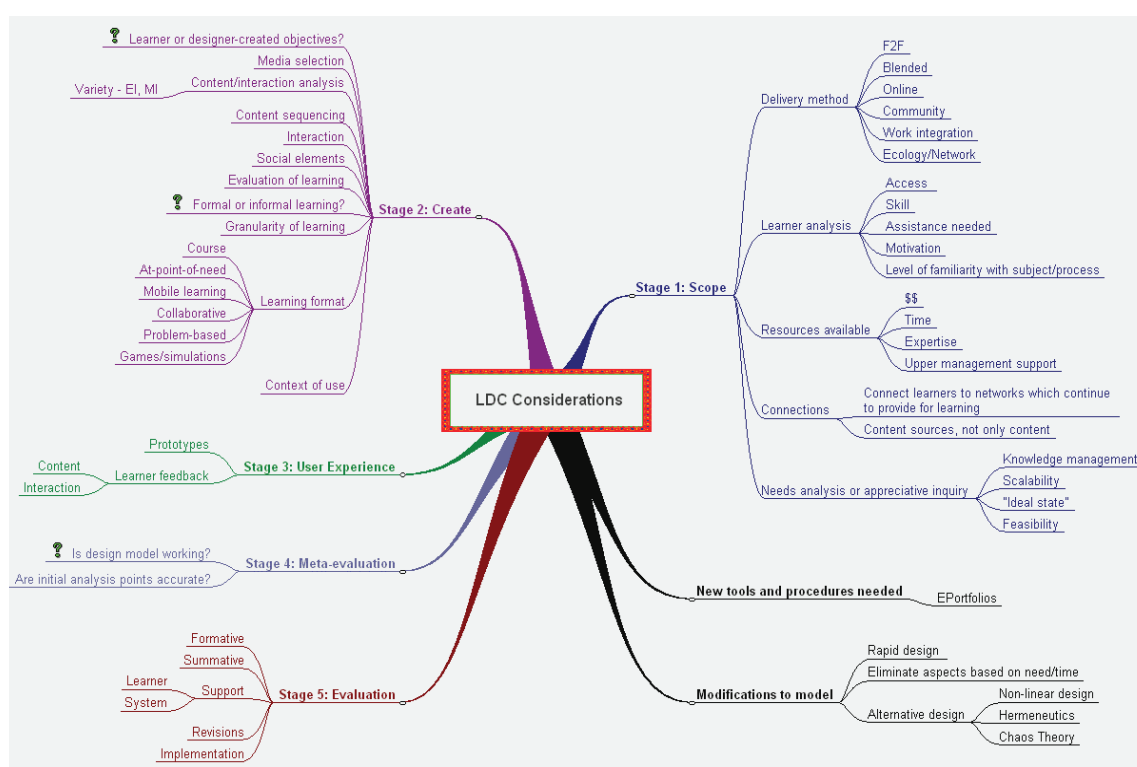 LDC Considerations
Stage 1: Scope
Delivery method
F2F
Blended
Online
Community
Work integration
Ecology/Network
Learner analysis
Access
Skill
Assistance needed
Motivation
Level of familiarity with subject/process
Resources available
$$
Time
Expertise
Upper management support
Connections
Connect learners to networks which continue
to provide for learning
Content sources, not only content
Needs analysis or appreciative inquiry
Knowledge management
Scalability
"Ideal state"
Feasibility
Stage 2: Create
? Learner or designer-created objectives?
Media selection
Content/interaction analysis
Variety - EI, MI
Content sequencing
Interaction
Social elements
Evaluation of learning
? Formal or informal learning?
Granularity of learning
Learning format
Course
At-point-of-need
Mobile learning
Collaborative
Problem-based
Games/simulations
Context of use
Stage 3: User Experience
Prototypes
Learner feedback
Content
Interaction
Stage 4: Meta-evaluation
? Is design model working?
Are initial analysis points accurate?
Stage 5: Evaluation
Formative
Summative
Support
Learner
System
Revisions
Implementation
New tools and procedures needed
EPortfolios
Modifications to model
Rapid design
Eliminate aspects based on need/time
Alternative design
Non-linear design
Hermeneutics
Chaos Theory